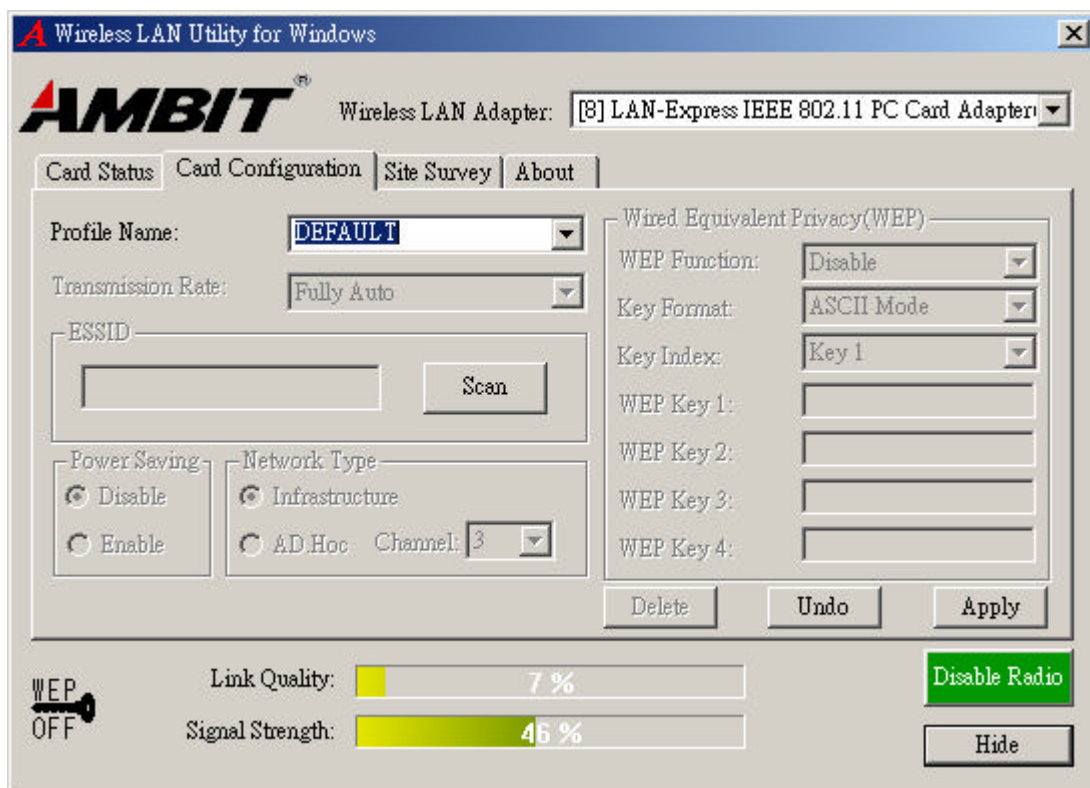 Wireless LAN Utility for Windows
AMBIT®
Wireless LAN Adapter: [8] LAN-Express IEEE 802.11 PC Card Adapter
Card Status Card Configuration Site Survey About
Profile Name: DEFAULT
Transmission Rate: Fully Auto
ESSID
Scan
Power Saving
Disable
Enable
Network Type
Infrastructure
AD Hoc Channel: 3
Wired Equivalent Privacy(WEP)
WEP Function: Disable
Key Format: ASCII Mode
Key Index: Key 1
WEP Key 1:
WEP Key 2:
WEP Key 3:
WEP Key 4:
Delete Undo Apply
WEP
OFF
Link Quality: 7 %
Signal Strength: 46 %
Disable Radio
Hide